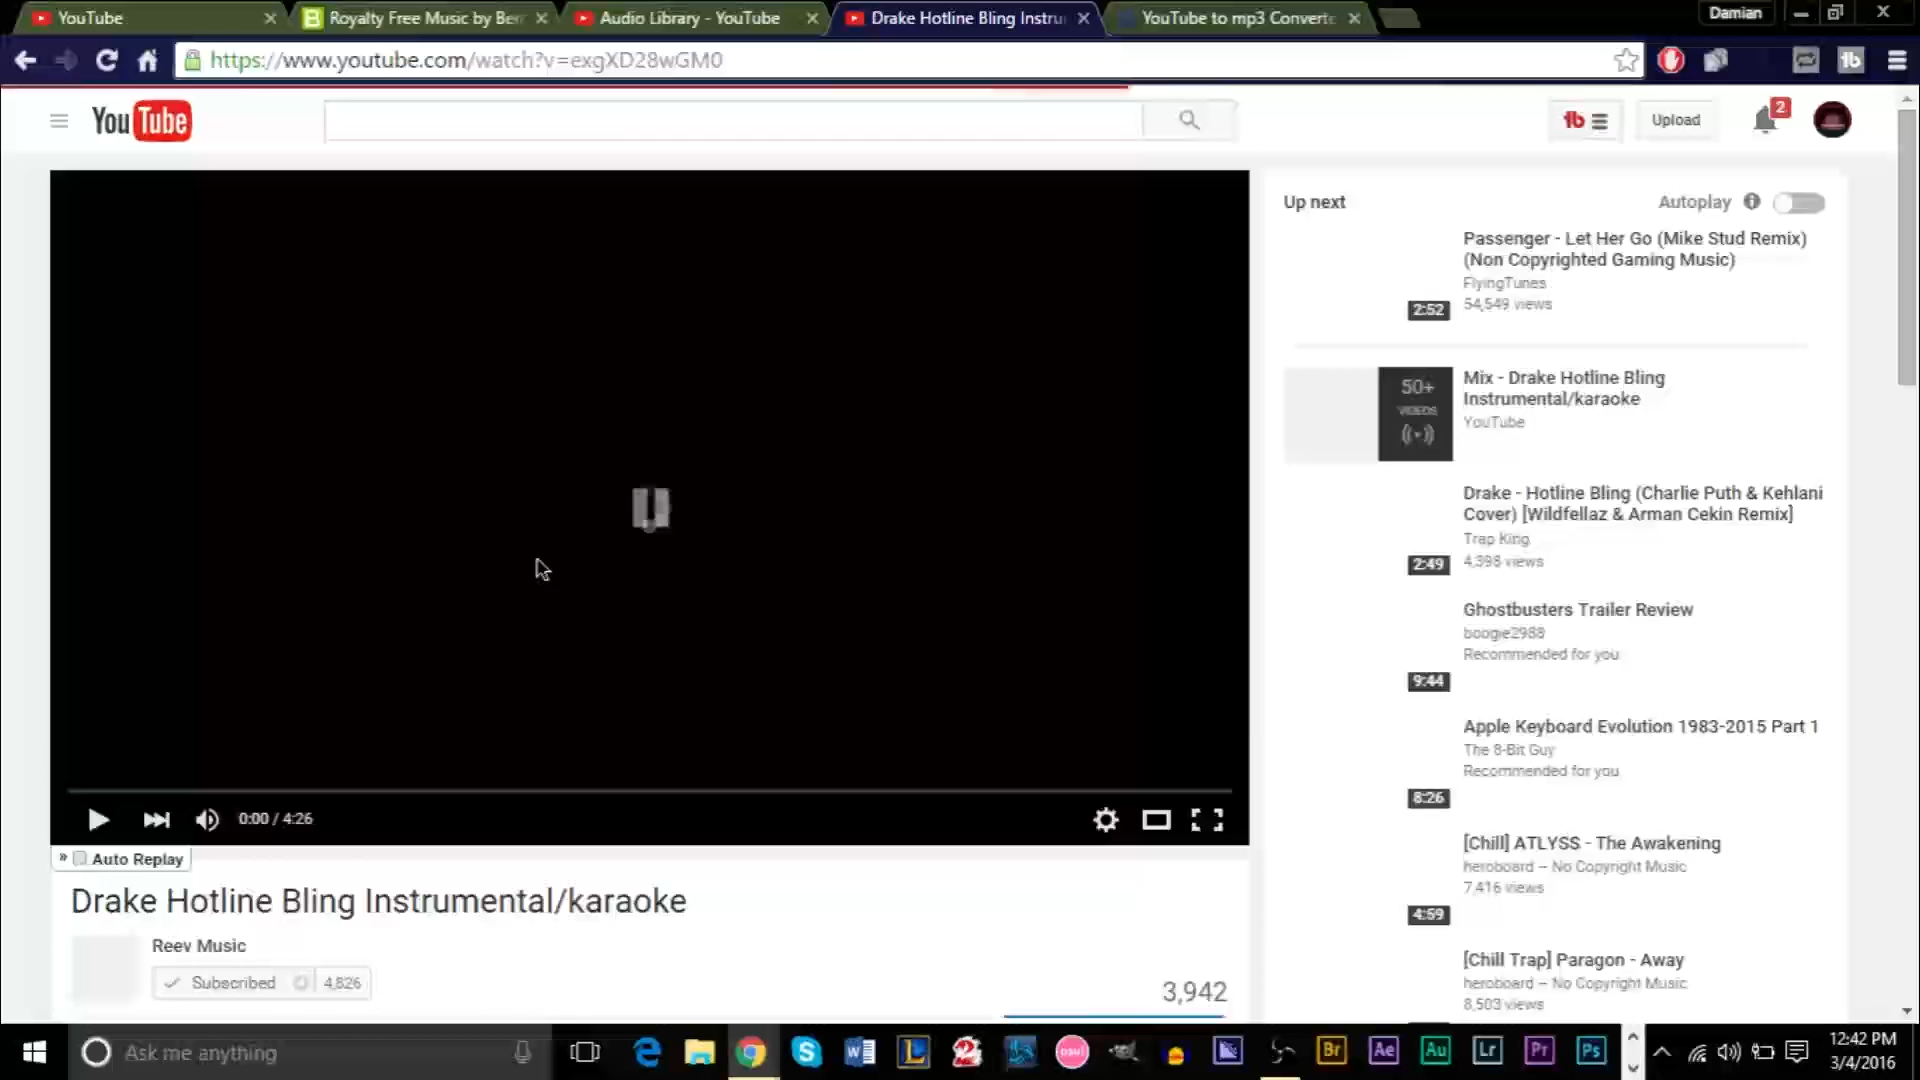 YouTube
Royalty Free Music by Ben
Audio Library - YouTube
Drake Hotline Bling Instru
YouTube to mp3 Converte
Damian
https://www.youtube.com/watch?v=exgXD28wGM0
YouTube
Upload
2
Up next
Autoplay
Passenger - Let Her Go (Mike Stud Remix)
(Non Copyrighted Gaming Music)
FlyingTunes
54,549 views
2:52
50+
VIDEOS
Mix - Drake Hotline Bling
Instrumental/karaoke
YouTube
Drake - Hotline Bling (Charlie Puth & Kehlani
Cover) [Wildfellaz & Arman Cekin Remix]
Trap King
4,398 views
2:49
Ghostbusters Trailer Review
boogie2988
Recommended for you
9:44
Apple Keyboard Evolution 1983-2015 Part 1
The 8-Bit Guy
Recommended for you
8:26
[Chill] ATLYSS - The Awakening
heroboard – No Copyright Music
7,416 views
4:59
[Chill Trap] Paragon - Away
heroboard – No Copyright Music
8,503 views
0:00 / 4:26
» Auto Replay
Drake Hotline Bling Instrumental/karaoke
Reev Music
Subscribed 4,826
3,942
Ask me anything
osu!
Br
Ae
Au
Lr
Pr
Ps
12:42 PM
3/4/2016